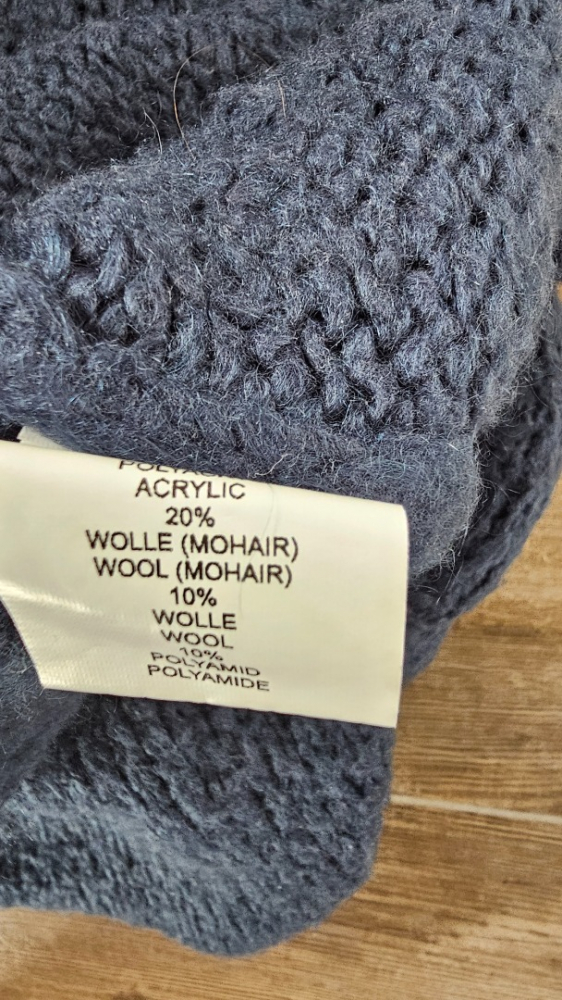 ACRYLIC
20%
WOLLE (MOHAIR)
WOOL (MOHAIR)
10%
WOLLE
WOOL
10%
POLYAMID
POLYAMIDE